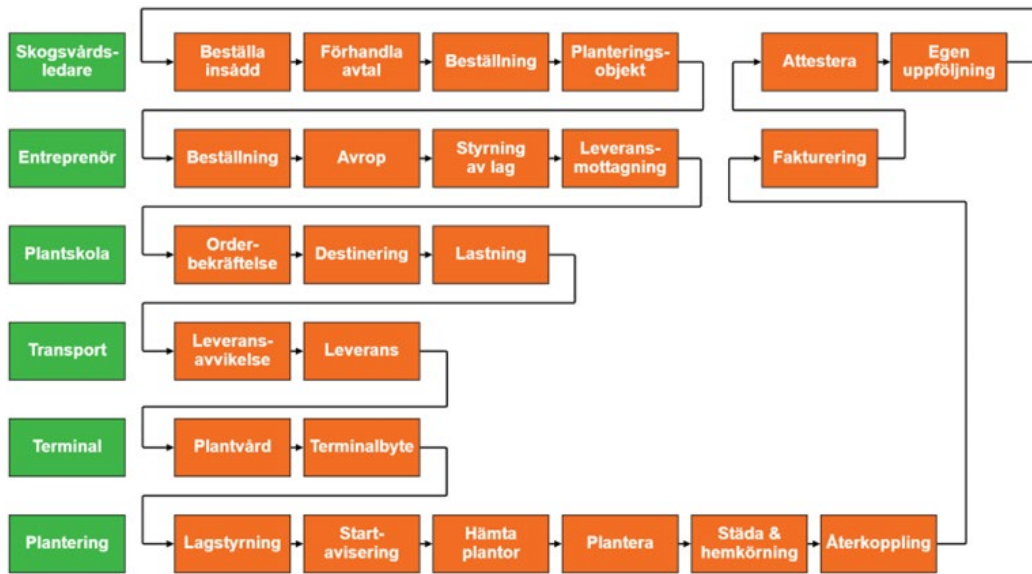 Skogsvårds-
ledare
Beställa
insådd
Förhandla
avtal
Beställning
Planterings-
objekt
Attestera
Egen
uppföljning
Entreprenör
Beställning
Avrop
Styrning
av lag
Leverans-
mottagning
Fakturering
Plantskola
Order-
bekräftelse
Destinering
Lastning
Transport
Leverans-
avvikelse
Leverans
Terminal
Plantvård
Terminalbyte
Plantering
Lagstyrning
Start-
avisering
Hämta
plantor
Plantera
Städa &
hemkörning
Återkoppling